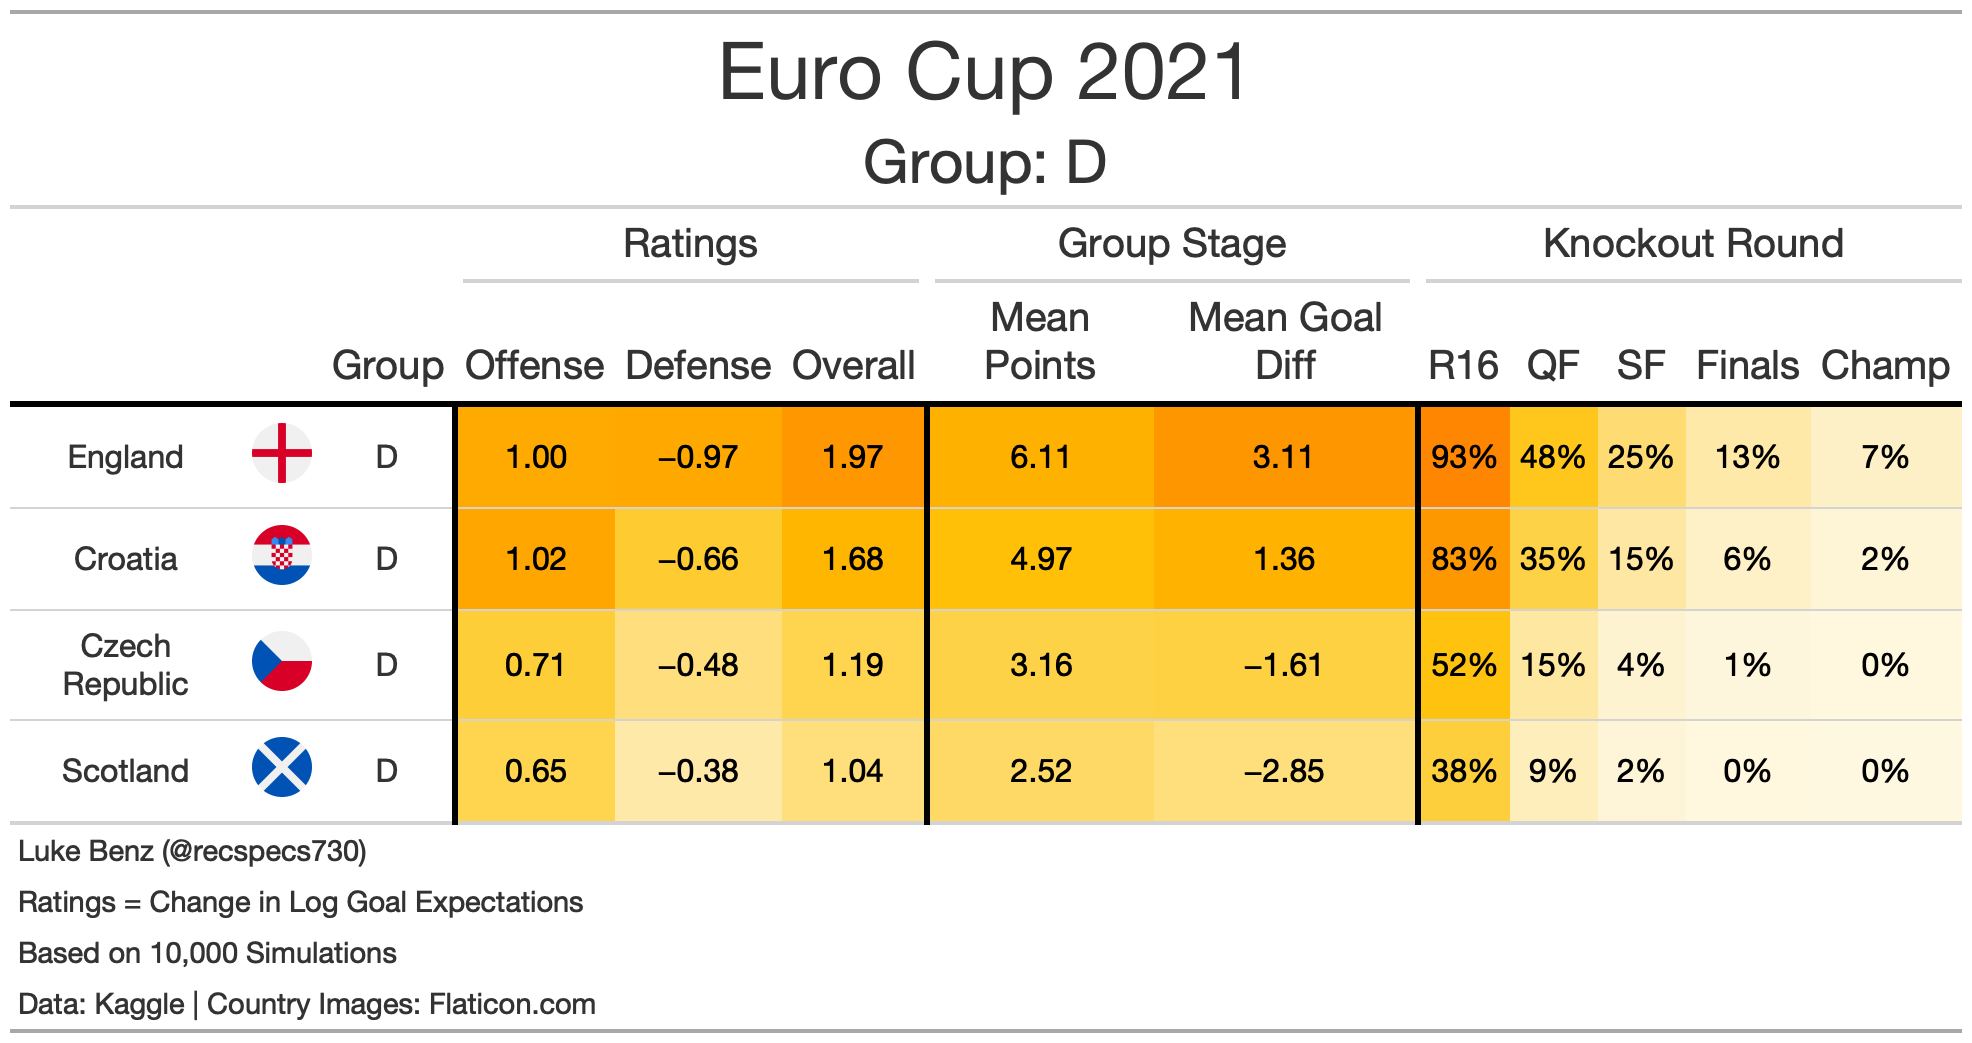 Euro Cup 2021
Group: D
Ratings Group Stage Knockout Round
Mean Mean Goal
Group Offense Defense Overall Points Diff R16 QF SF Finals Champ
England D 1.00 −0.97 1.97 6.11 3.11 93% 48% 25% 13% 7%
Croatia D 1.02 −0.66 1.68 4.97 1.36 83% 35% 15% 6% 2%
Czech
Republic D 0.71 −0.48 1.19 3.16 −1.61 52% 15% 4% 1% 0%
Scotland D 0.65 −0.38 1.04 2.52 −2.85 38% 9% 2% 0% 0%
Luke Benz (@recspecs730)
Ratings = Change in Log Goal Expectations
Based on 10,000 Simulations
Data: Kaggle | Country Images: Flaticon.com